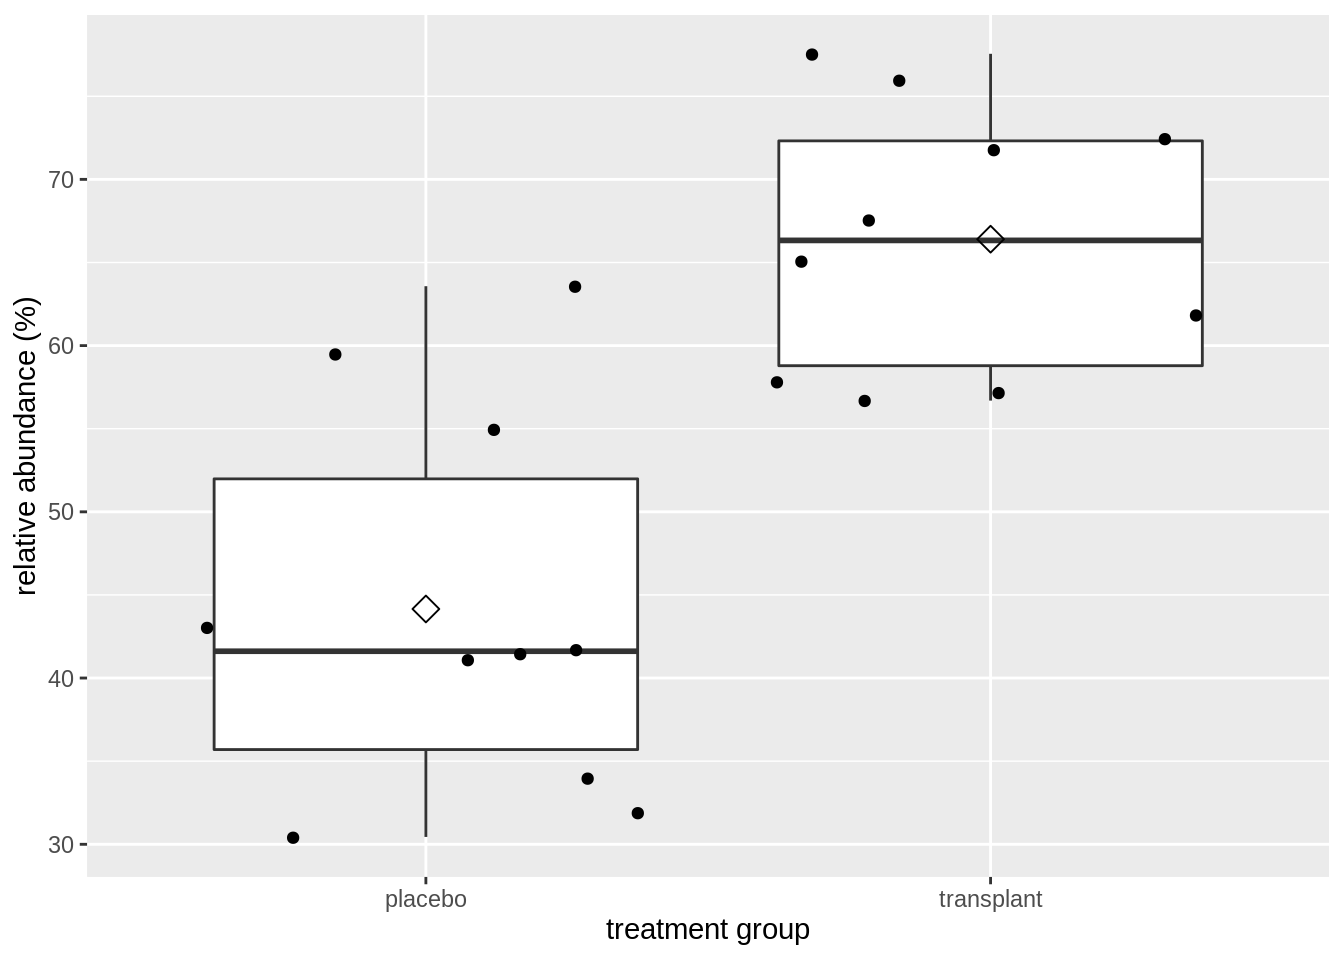 relative abundance (%)
70
60
50
40
30
placebo
transplant
treatment group